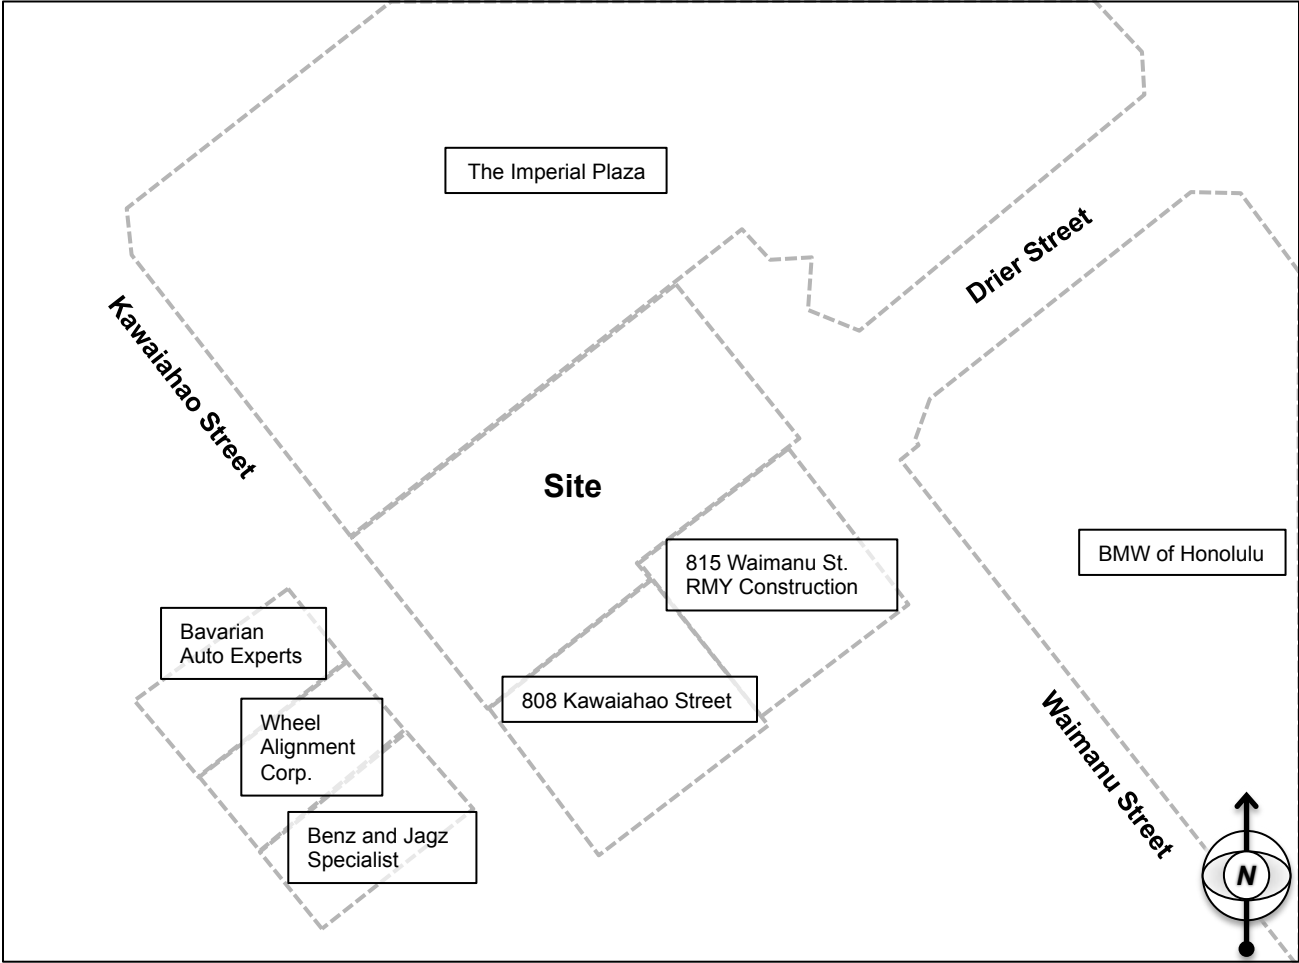 The Imperial Plaza
Drier Street
Kawaiahao Street
Site
815 Waimanu St.
RMY Construction
BMW of Honolulu
Bavarian
Auto Experts
808 Kawaiahao Street
Wheel
Alignment
Corp.
Waimanu Street
Benz and Jagz
Specialist
N